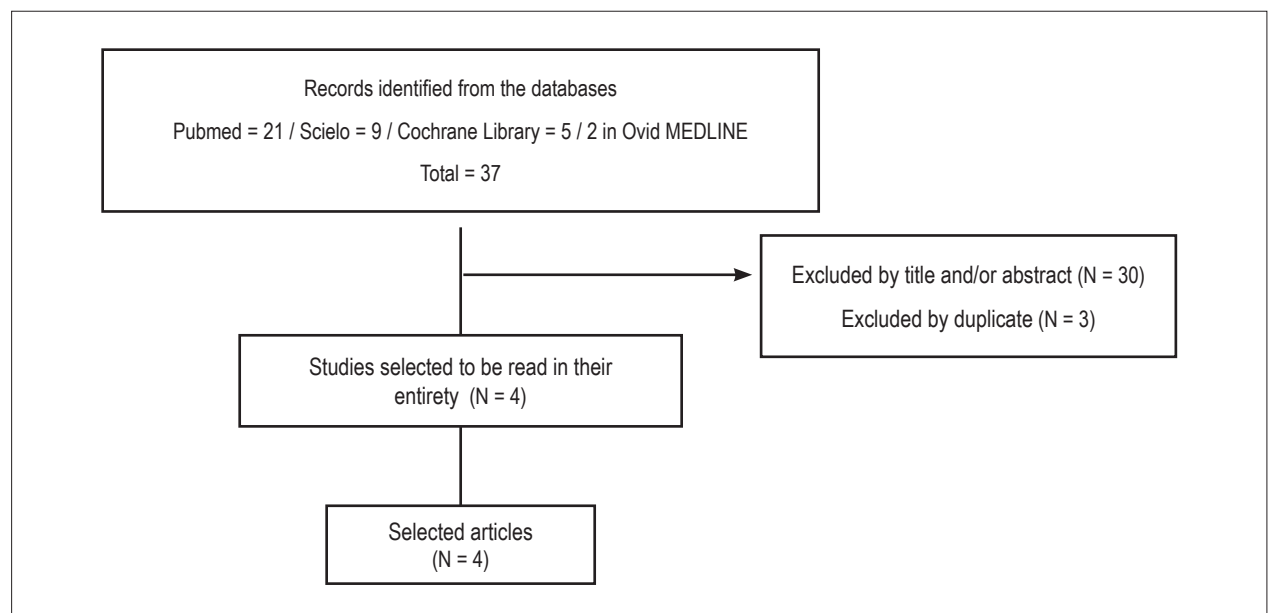 Records identified from the databases
Pubmed = 21 / Scielo = 9 / Cochrane Library = 5 / 2 in Ovid MEDLINE
Total = 37
Excluded by title and/or abstract (N = 30)
Excluded by duplicate (N = 3)
Studies selected to be read in their
entirety (N = 4)
Selected articles
(N = 4)